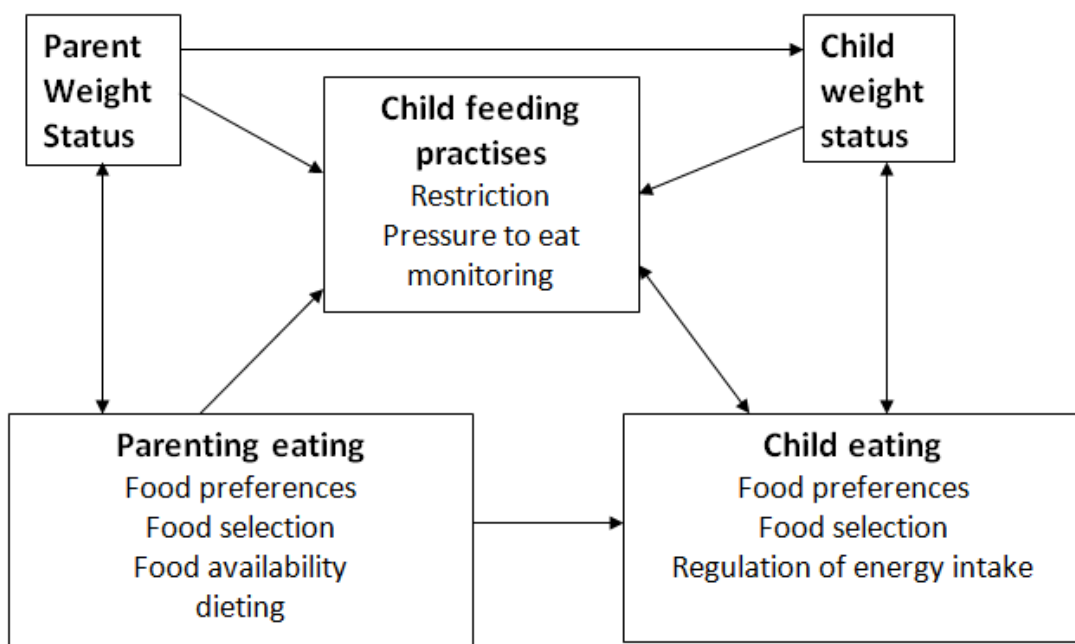 Parent
Weight
Status
Child
weight
status
Child feeding
practises
Restriction
Pressure to eat
monitoring
Parenting eating
Food preferences
Food selection
Food availability
dieting
Child eating
Food preferences
Food selection
Regulation of energy intake